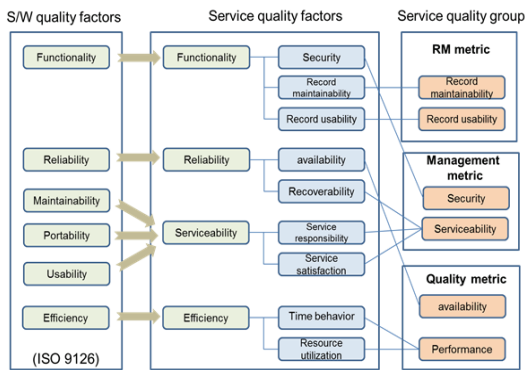 S/W quality factors
Service quality factors
Service quality group
Functionality
Reliability
Maintainability
Portability
Usability
Efficiency
(ISO 9126)
Functionality
Security
Record
maintainability
Record usability
Reliability
availability
Recoverability
Serviceability
Service
responsibility
Service
satisfaction
Efficiency
Time behavior
Resource
utilization
RM metric
Record
maintainability
Record usability
Management
metric
Security
Serviceability
Quality metric
availability
Performance